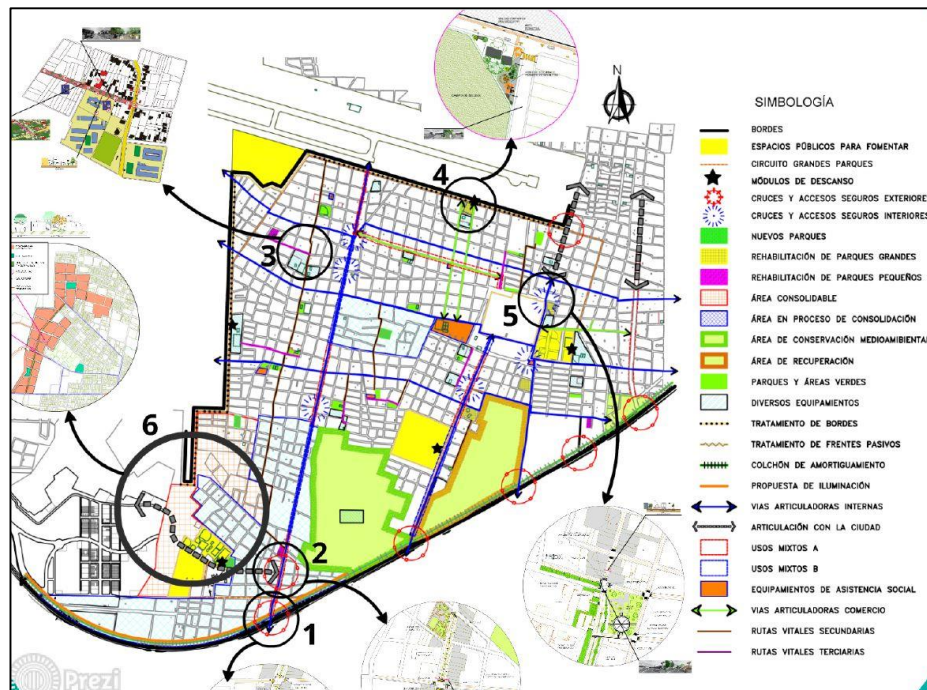 N
SIMBOLOGÍA
BORDES
ESPACIOS PÚBLICOS PARA FOMENTAR
CIRCUITO GRANDES PARQUES
MÓDULOS DE DESCANSO
CRUCES Y ACCESOS SEGUROS EXTERIORE
CRUCES Y ACCESOS SEGUROS INTERIORES
NUEVOS PARQUES
REHABILITACIÓN DE PARQUES GRANDES
REHABILITACIÓN DE PARQUES PEQUEÑOS
ÁREA CONSOLIDABLE
ÁREA EN PROCESO DE CONSOLIDACIÓN
ÁREA DE CONSERVACIÓN MEDIOAMBIENTAL
ÁREA DE RECUPERACIÓN
PARQUES Y ÁREAS VERDES
DIVERSOS EQUIPAMIENTOS
TRATAMIENTO DE BORDES
TRATAMIENTO DE FRENTES PASIVOS
COLCHÓN DE AMORTIGUAMIENTO
PROPUESTA DE ILUMINACIÓN
VIAS ARTICULADORAS INTERNAS
ARTICULACIÓN CON LA CIUDAD
USOS MIXTOS A
USOS MIXTOS B
EQUIPAMIENTOS DE ASISTENCIA SOCIAL
VIAS ARTICULADORAS COMERCIO
RUTAS VITALES SECUNDARIAS
RUTAS VITALES TERCIARIAS
4
3
5
6
2
1
Prezi